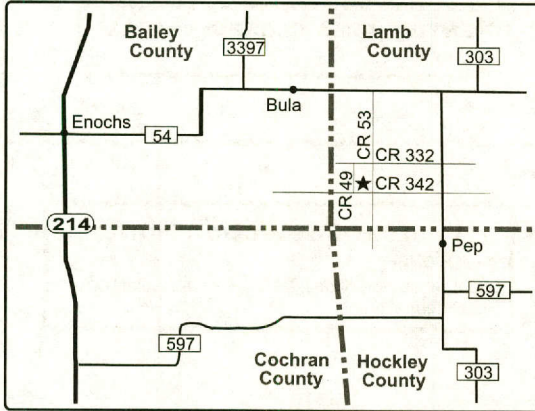 Bailey
County
3397
Lamb
County
303
Bula
Enochs
54
CR 53
CR 332
CR 49
CR 342
214
Pep
597
597
Cochran
County
Hockley
County
303